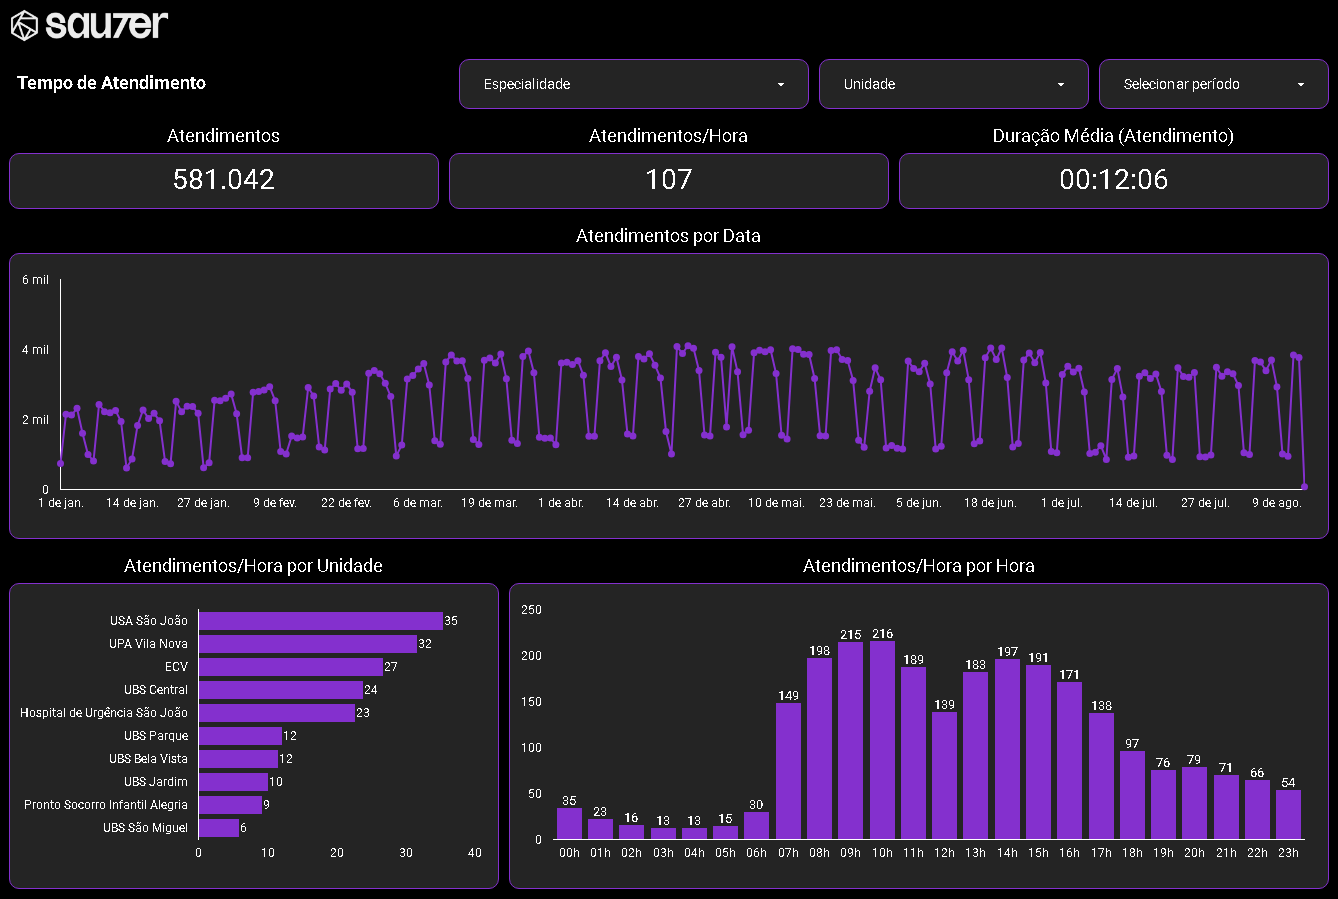 sau7er
Tempo de Atendimento
Especialidade
Unidade
Selecionar período
Atendimentos
Atendimentos/Hora
Duração Média (Atendimento)
581.042
107
00:12:06
Atendimentos por Data
6 mil
4 mil
2 mil
0
1 de jan.
14 de jan.
27 de jan.
9 de fev.
22 de fev.
6 de mar.
19 de mar.
1 de abr.
14 de abr.
27 de abr.
10 de mai.
23 de mai.
5 de jun.
18 de jun.
1 de jul.
14 de jul.
27 de jul.
9 de ago.
Atendimentos/Hora por Unidade
USA São João 35
UPA Vila Nova 32
ECV 27
UBS Central 24
Hospital de Urgência São João 23
UBS Parque 12
UBS Bela Vista 12
UBS Jardim 10
Pronto Socorro Infantil Alegria 9
UBS São Miguel 6
0 10 20 30 40
Atendimentos/Hora por Hora
250
200
150
100
50
0
35 23 16 13 13 15 30 149 198 215 216 189 139 183 197 191 171 138 97 76 79 71 66 54
00h 01h 02h 03h 04h 05h 06h 07h 08h 09h 10h 11h 12h 13h 14h 15h 16h 17h 18h 19h 20h 21h 22h 23h